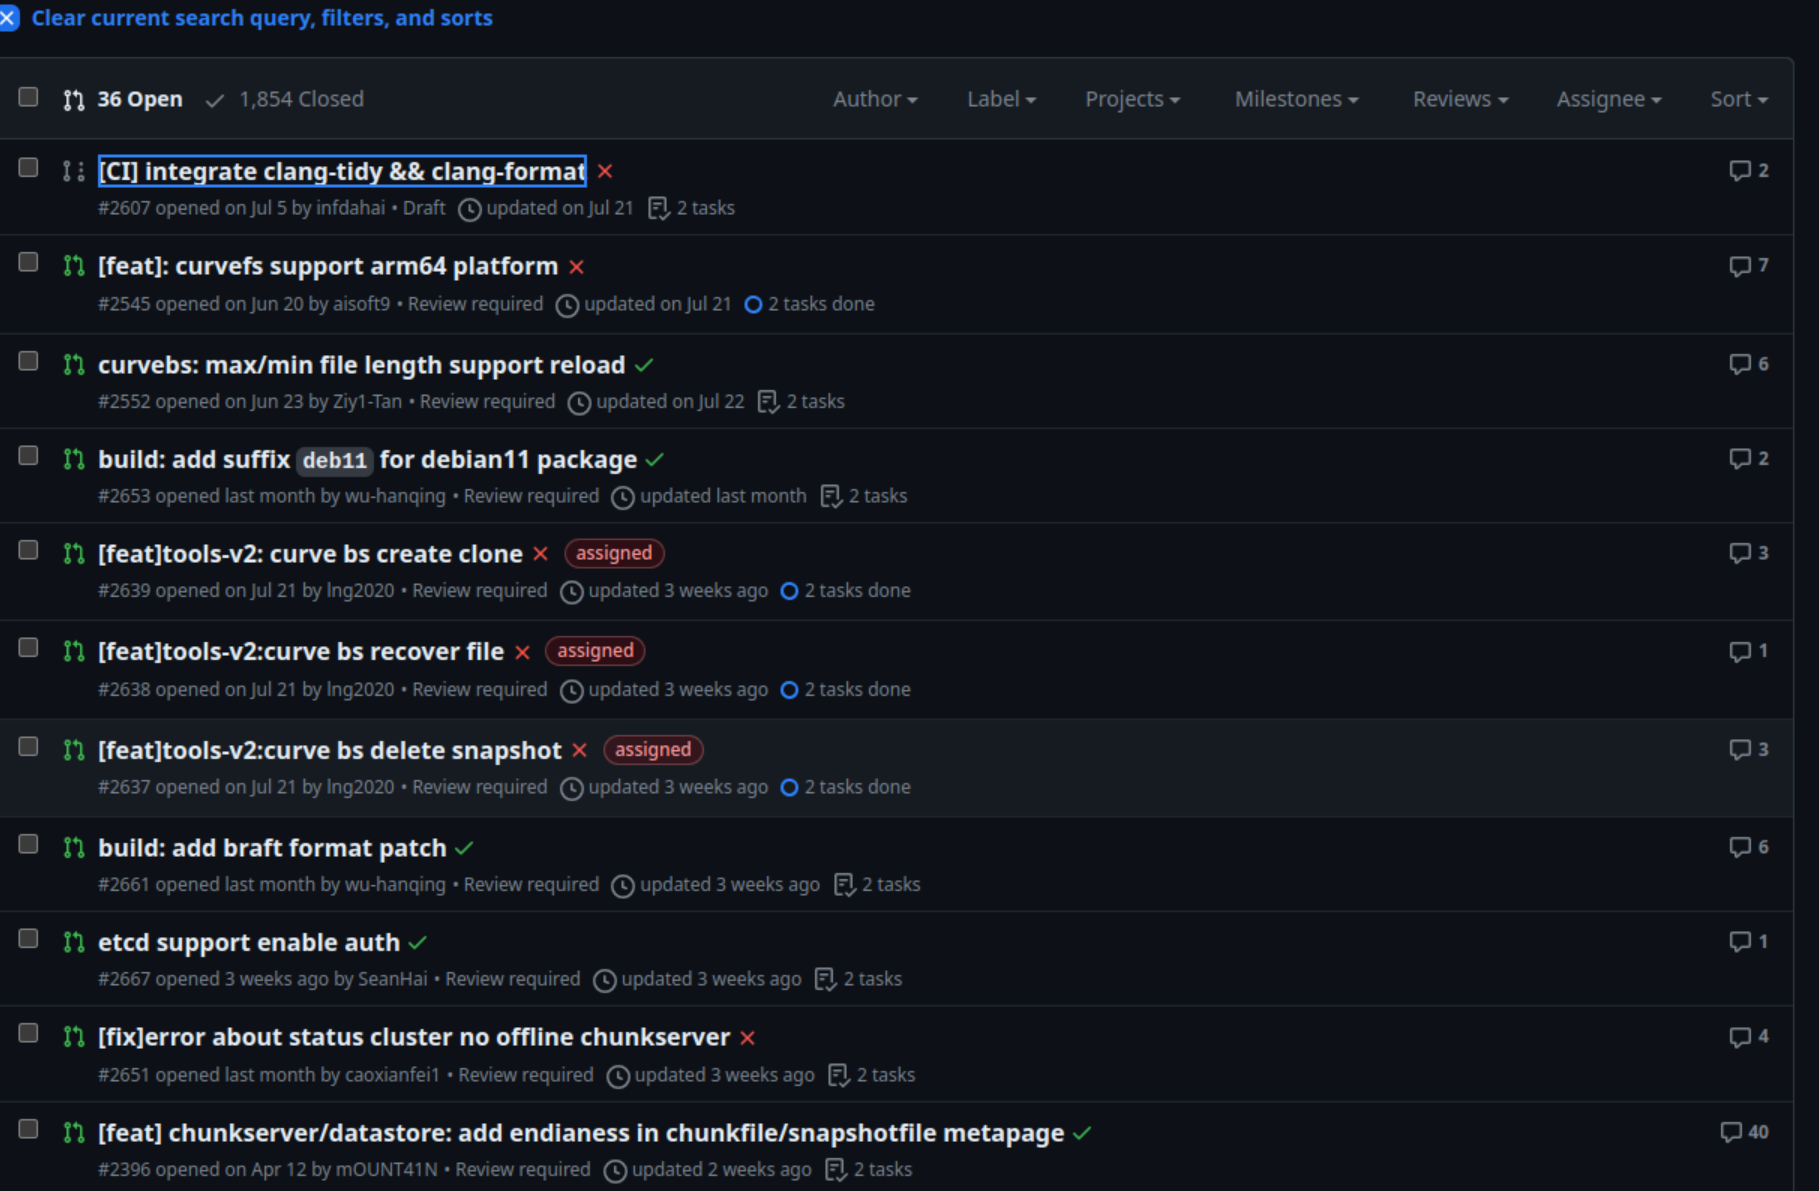 Clear current search query, filters, and sorts
36 Open 1,854 Closed Author Label Projects Milestones Reviews Assignee Sort
[CI] integrate clang-tidy && clang-format 2
#2607 opened on Jul 5 by infdahai • Draft updated on Jul 21 2 tasks
[feat]: curvefs support arm64 platform 7
#2545 opened on Jun 20 by aisoft9 • Review required updated on Jul 21 2 tasks done
curvebs: max/min file length support reload 6
#2552 opened on Jun 23 by Ziy1-Tan • Review required updated on Jul 22 2 tasks
build: add suffix deb11 for debian11 package 2
#2653 opened last month by wu-hanqing • Review required updated last month 2 tasks
[feat]tools-v2: curve bs create clone assigned 3
#2639 opened on Jul 21 by lng2020 • Review required updated 3 weeks ago 2 tasks done
[feat]tools-v2:curve bs recover file assigned 1
#2638 opened on Jul 21 by lng2020 • Review required updated 3 weeks ago 2 tasks done
[feat]tools-v2:curve bs delete snapshot assigned 3
#2637 opened on Jul 21 by lng2020 • Review required updated 3 weeks ago 2 tasks done
build: add braft format patch 6
#2661 opened last month by wu-hanqing • Review required updated 3 weeks ago 2 tasks
etcd support enable auth 1
#2667 opened 3 weeks ago by SeanHai • Review required updated 3 weeks ago 2 tasks
[fix]error about status cluster no offline chunkserver 4
#2651 opened last month by caoxianfei1 • Review required updated 3 weeks ago 2 tasks
[feat] chunkserver/datastore: add endianess in chunkfile/snapshotfile metapage 40
#2396 opened on Apr 12 by mOUNT41N • Review required updated 2 weeks ago 2 tasks